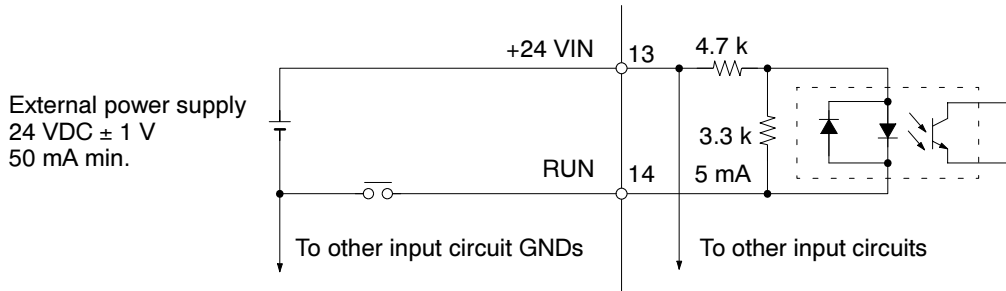 +24 VIN
13
4.7 k
External power supply
24 VDC ± 1 V
50 mA min.
3.3 k
RUN
14
5 mA
To other input circuit GNDs
To other input circuits